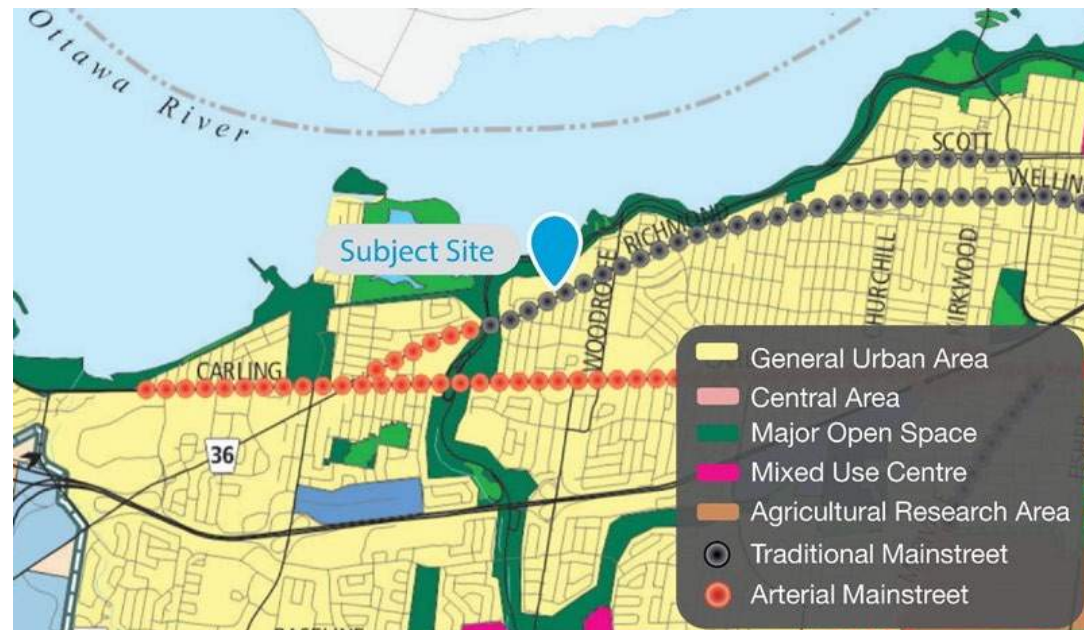 Ottawa River
SCOTT
WELLIN
RICHMOND
Subject Site
WOODROFFE
CHURCHILL
KIRKWOOD
CARLING
36
General Urban Area
Central Area
Major Open Space
Mixed Use Centre
Agricultural Research Area
Traditional Mainstreet
Arterial Mainstreet
BASELINE